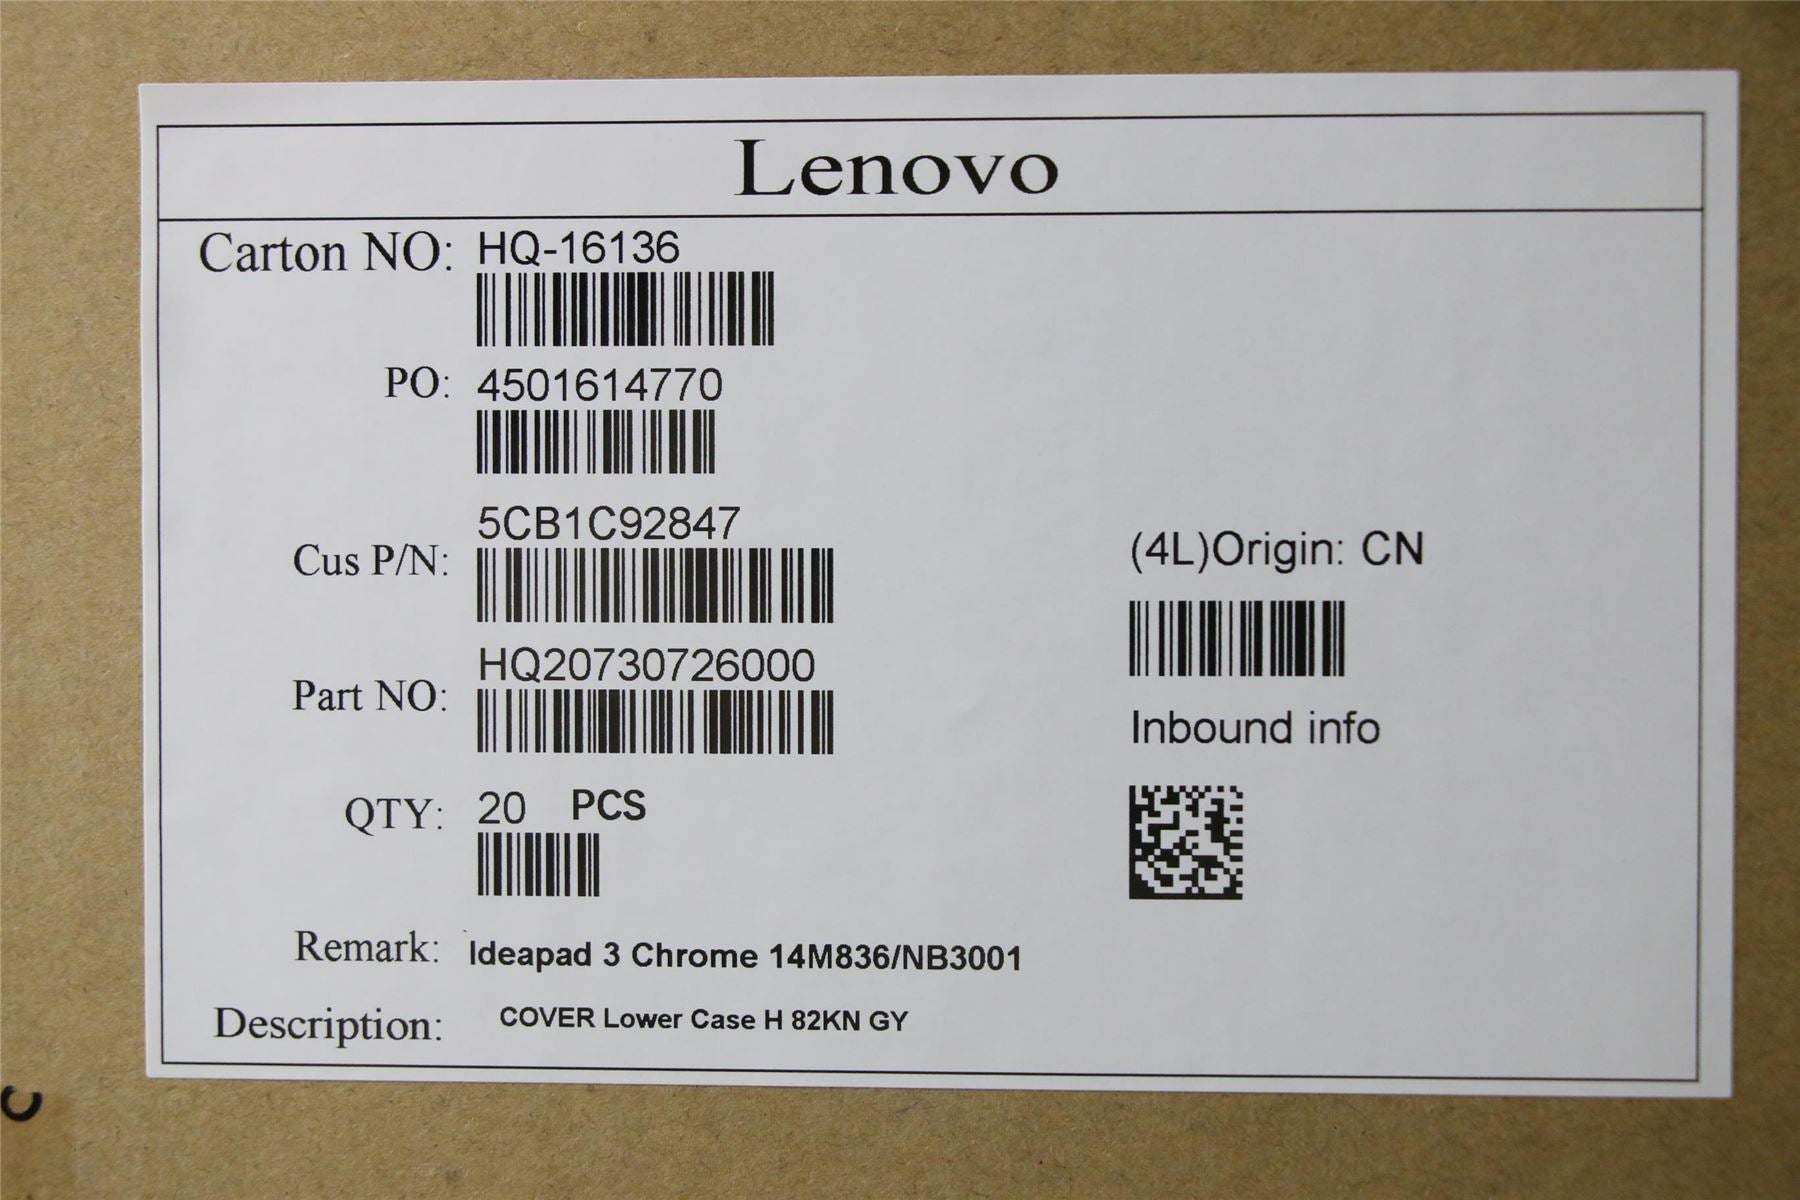 Lenovo
Carton NO: HQ-16136
PO: 4501614770
Cus P/N: 5CB1C92847
(4L)Origin: CN
Part NO: HQ20730726000
Inbound info
QTY: 20 PCS
Remark: Ideapad 3 Chrome 14M836/NB3001
Description: COVER Lower Case H 82KN GY
C